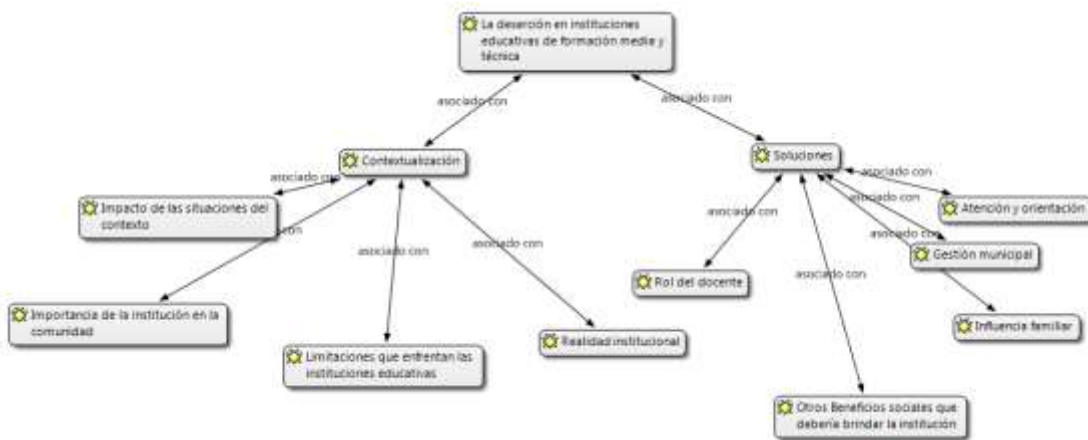 La deserción en instituciones
educativas de formación media y
técnica
asociado con
asociado con
Contextualización
Soluciones
asociado con
asociado con
Impacto de las situaciones del
contexto
Atención y orientación
asociado con
con
asociado con
asociado con
asociado con
Gestión municipal
Rol del docente
asociado con
asociado con
Importancia de la institución en la
comunidad
Influencia familiar
Realidad institucional
Limitaciones que enfrentan las
instituciones educativas
Otros Beneficios sociales que
debería brindar la institución